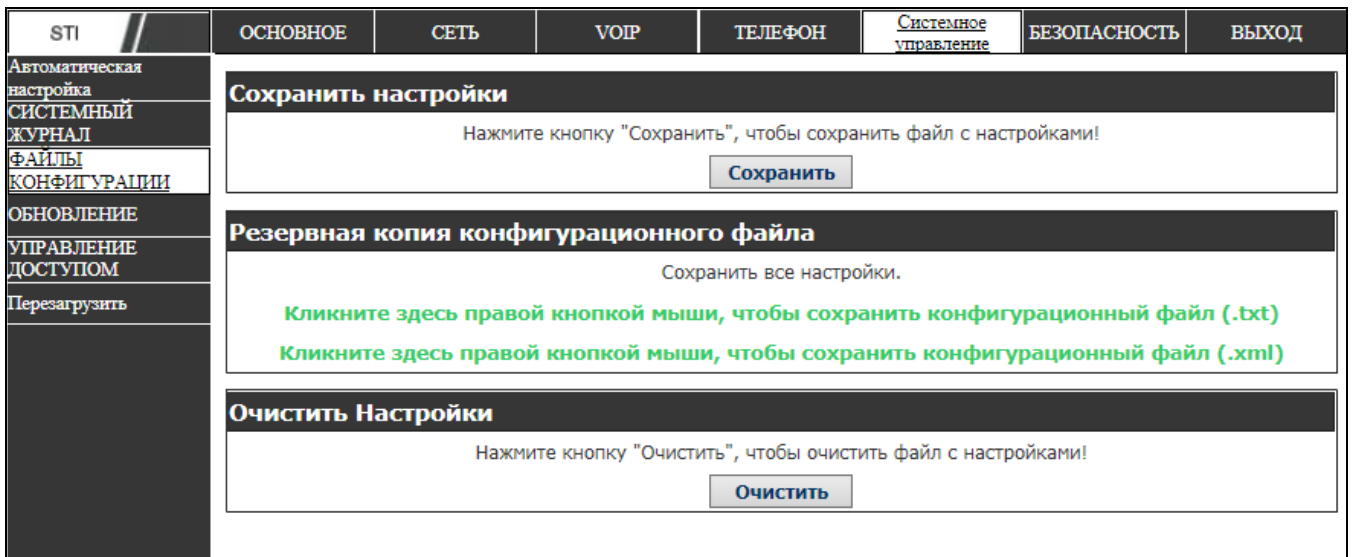 STI
ОСНОВНОЕ
СЕТЬ
VOIP
ТЕЛЕФОН
Системное
управление
БЕЗОПАСНОСТЬ
ВЫХОД
Автоматическая
настройка
СИСТЕМНЫЙ
ЖУРНАЛ
ФАЙЛЫ
КОНФИГУРАЦИИ
ОБНОВЛЕНИЕ
УПРАВЛЕНИЕ
ДОСТУПОМ
Перезагрузить
Сохранить настройки
Нажмите кнопку "Сохранить", чтобы сохранить файл с настройками!
Сохранить
Резервная копия конфигурационного файла
Сохранить все настройки.
Кликните здесь правой кнопкой мыши, чтобы сохранить конфигурационный файл (.txt)
Кликните здесь правой кнопкой мыши, чтобы сохранить конфигурационный файл (.xml)
Очистить Настройки
Нажмите кнопку "Очистить", чтобы очистить файл с настройками!
Очистить